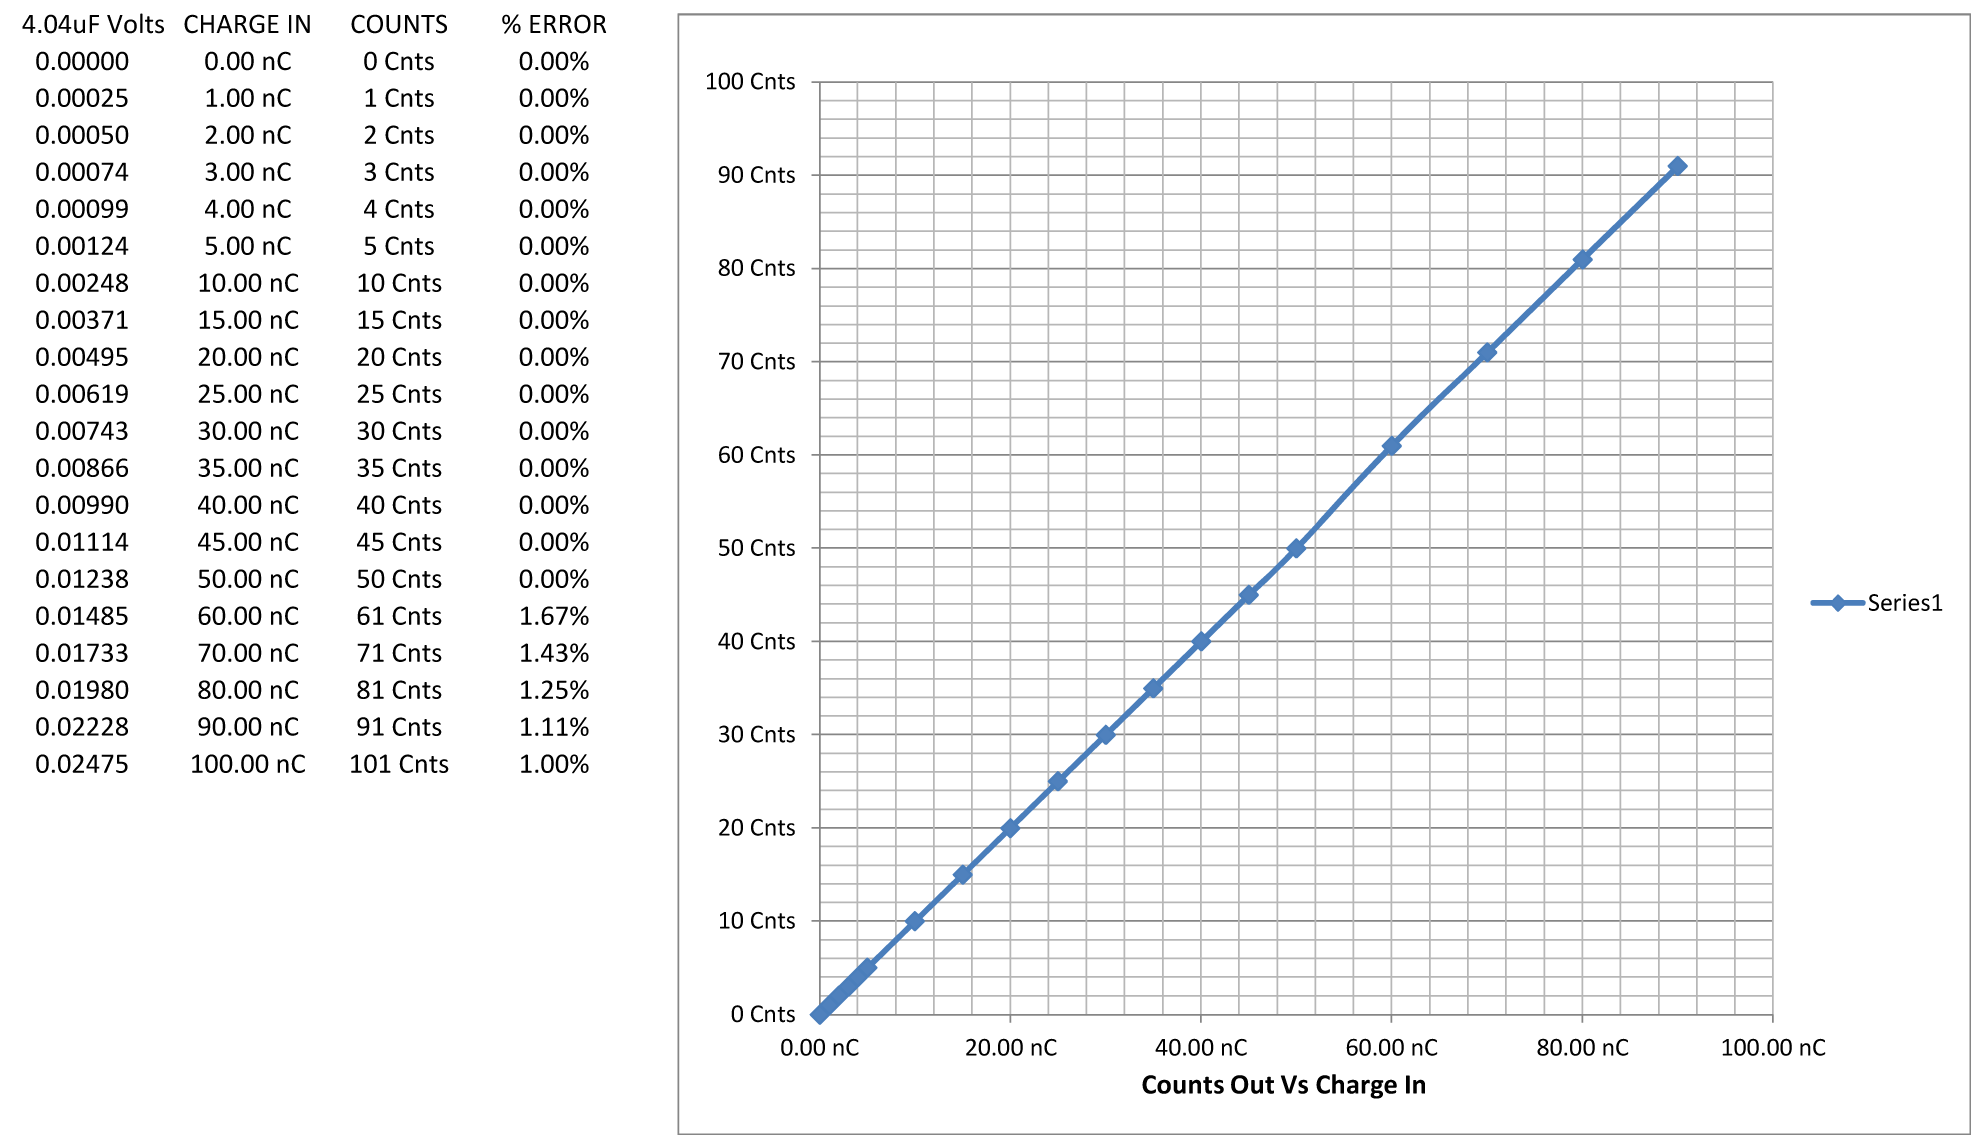 4.04uF Volts CHARGE IN COUNTS % ERROR
0.00000 0.00 nC 0 Cnts 0.00%
0.00025 1.00 nC 1 Cnts 0.00%
0.00050 2.00 nC 2 Cnts 0.00%
0.00074 3.00 nC 3 Cnts 0.00%
0.00099 4.00 nC 4 Cnts 0.00%
0.00124 5.00 nC 5 Cnts 0.00%
0.00248 10.00 nC 10 Cnts 0.00%
0.00371 15.00 nC 15 Cnts 0.00%
0.00495 20.00 nC 20 Cnts 0.00%
0.00619 25.00 nC 25 Cnts 0.00%
0.00743 30.00 nC 30 Cnts 0.00%
0.00866 35.00 nC 35 Cnts 0.00%
0.00990 40.00 nC 40 Cnts 0.00%
0.01114 45.00 nC 45 Cnts 0.00%
0.01238 50.00 nC 50 Cnts 0.00%
0.01485 60.00 nC 61 Cnts 1.67%
0.01733 70.00 nC 71 Cnts 1.43%
0.01980 80.00 nC 81 Cnts 1.25%
0.02228 90.00 nC 91 Cnts 1.11%
0.02475 100.00 nC 101 Cnts 1.00%
100 Cnts
90 Cnts
80 Cnts
70 Cnts
60 Cnts
50 Cnts
40 Cnts
30 Cnts
20 Cnts
10 Cnts
0 Cnts
0.00 nC 20.00 nC 40.00 nC 60.00 nC 80.00 nC 100.00 nC
Counts Out Vs Charge In
Series1